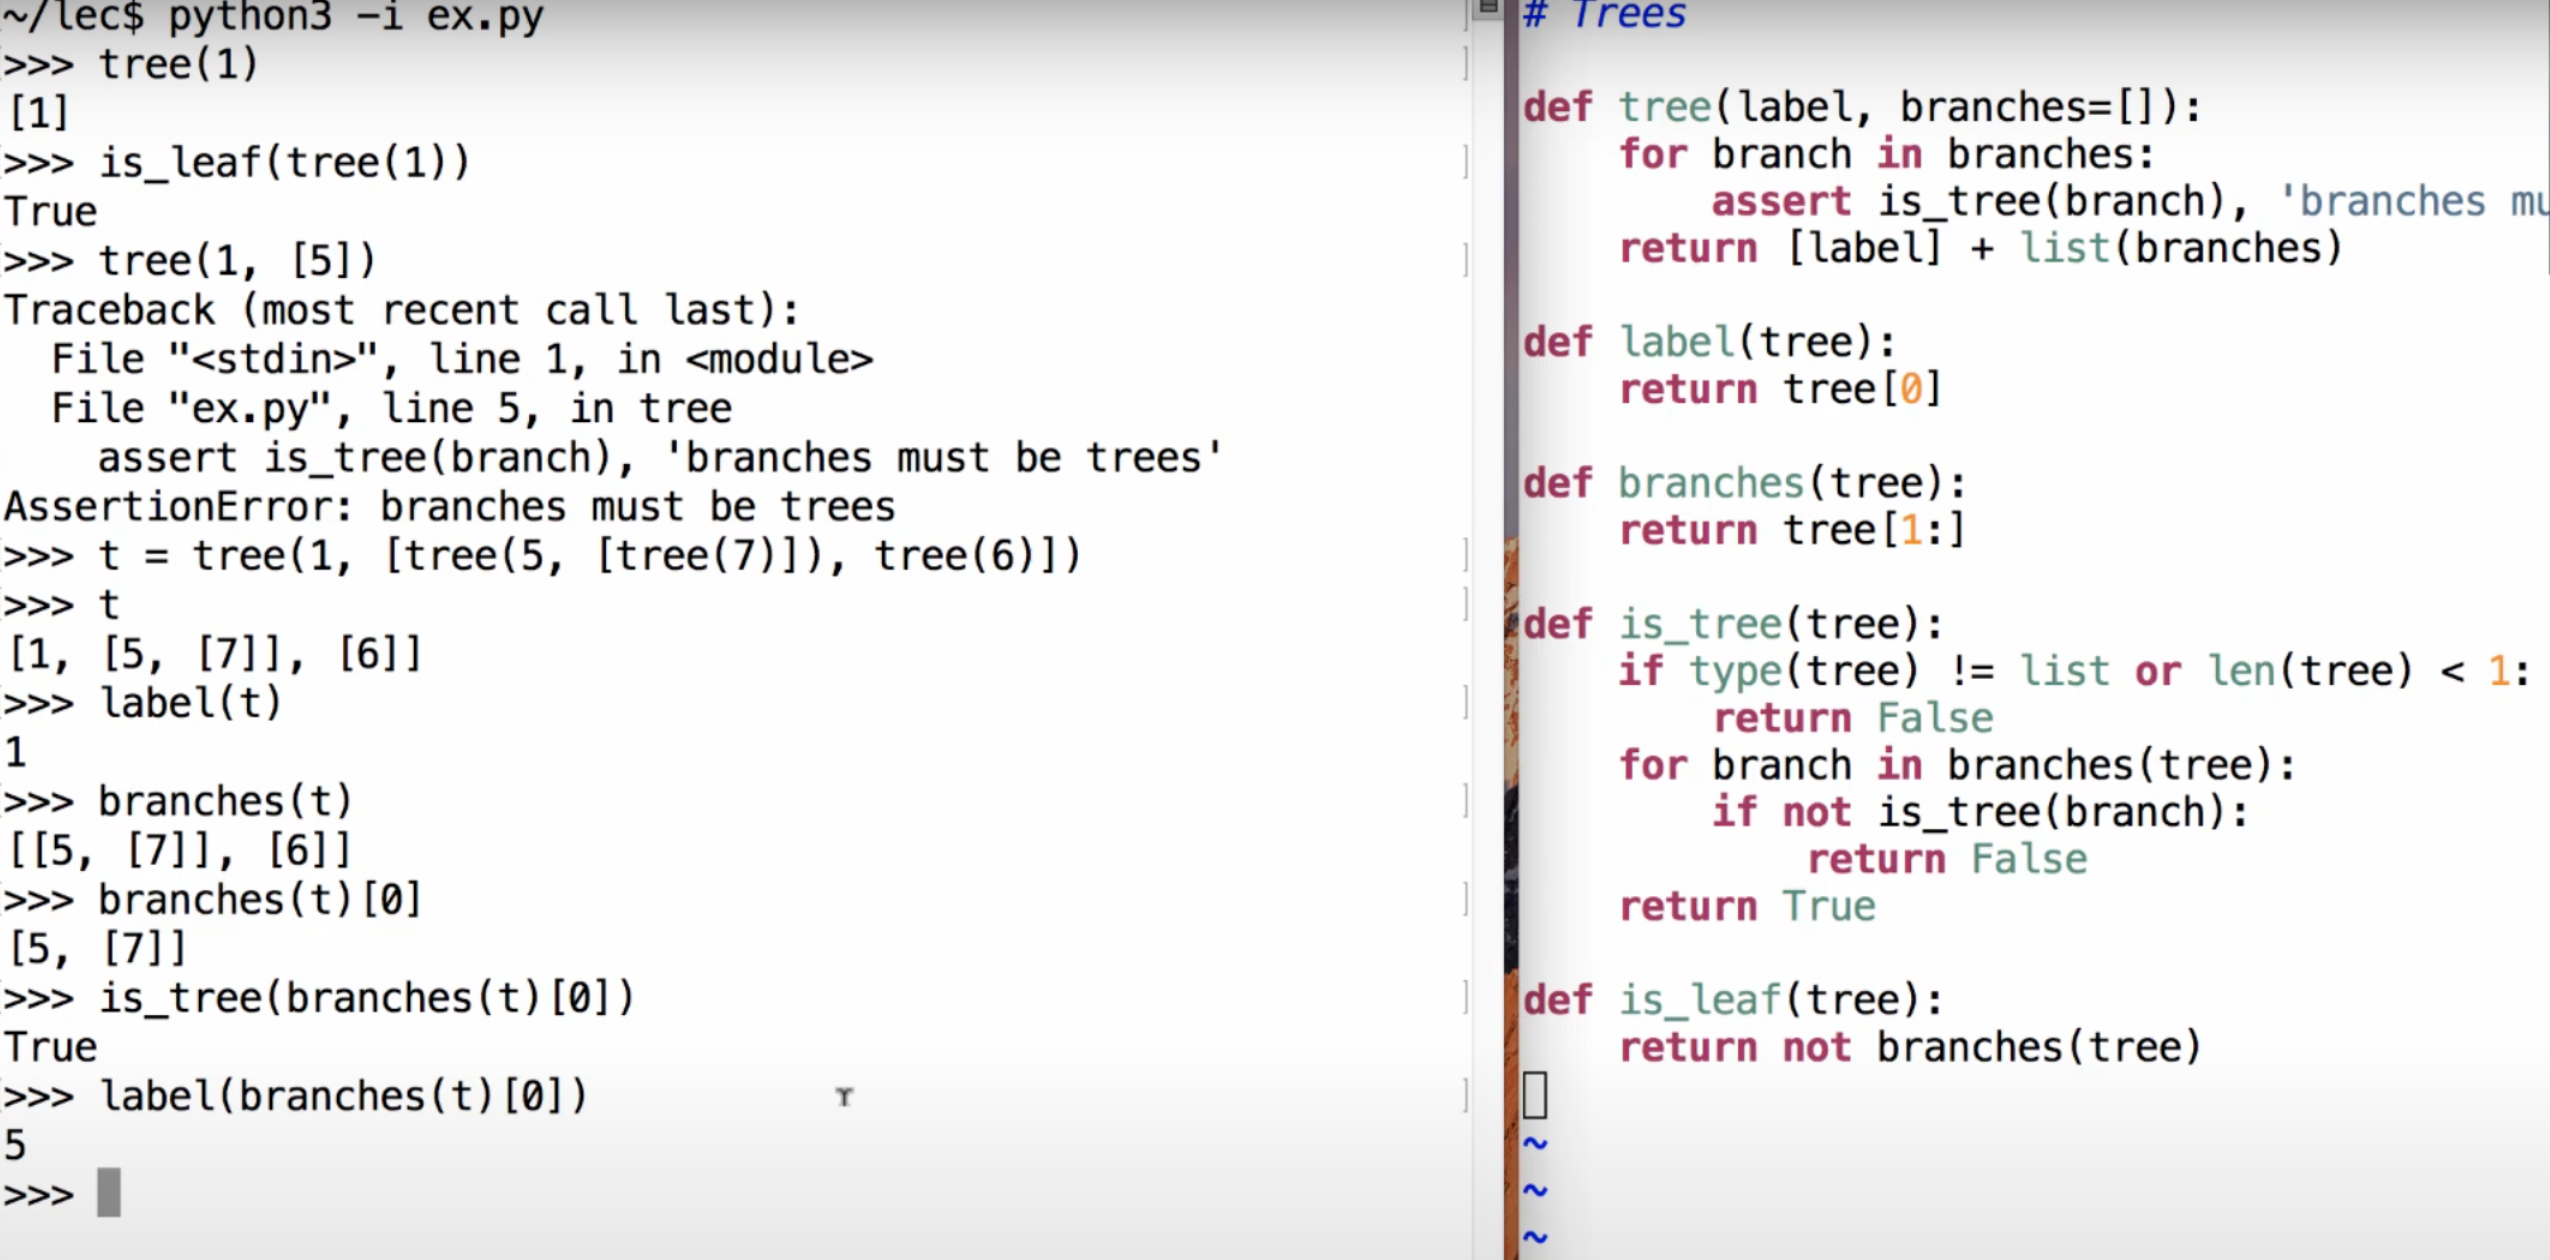 ~/lec$ python3 -i ex.py
>>> tree(1)
[1]
>>> is_leaf(tree(1))
True
>>> tree(1, [5])
Traceback (most recent call last):
  File "<stdin>", line 1, in <module>
  File "ex.py", line 5, in tree
    assert is_tree(branch), 'branches must be trees'
AssertionError: branches must be trees
>>> t = tree(1, [tree(5, [tree(7)]), tree(6)])
>>> t
[1, [5, [7]], [6]]
>>> label(t)
1
>>> branches(t)
[[5, [7]], [6]]
>>> branches(t)[0]
[5, [7]]
>>> is_tree(branches(t)[0])
True
>>> label(branches(t)[0])
5
>>>
# Trees

def tree(label, branches=[]):
    for branch in branches:
        assert is_tree(branch), 'branches mu
    return [label] + list(branches)

def label(tree):
    return tree[0]

def branches(tree):
    return tree[1:]

def is_tree(tree):
    if type(tree) != list or len(tree) < 1:
        return False
    for branch in branches(tree):
        if not is_tree(branch):
            return False
    return True

def is_leaf(tree):
    return not branches(tree)

~
~
~